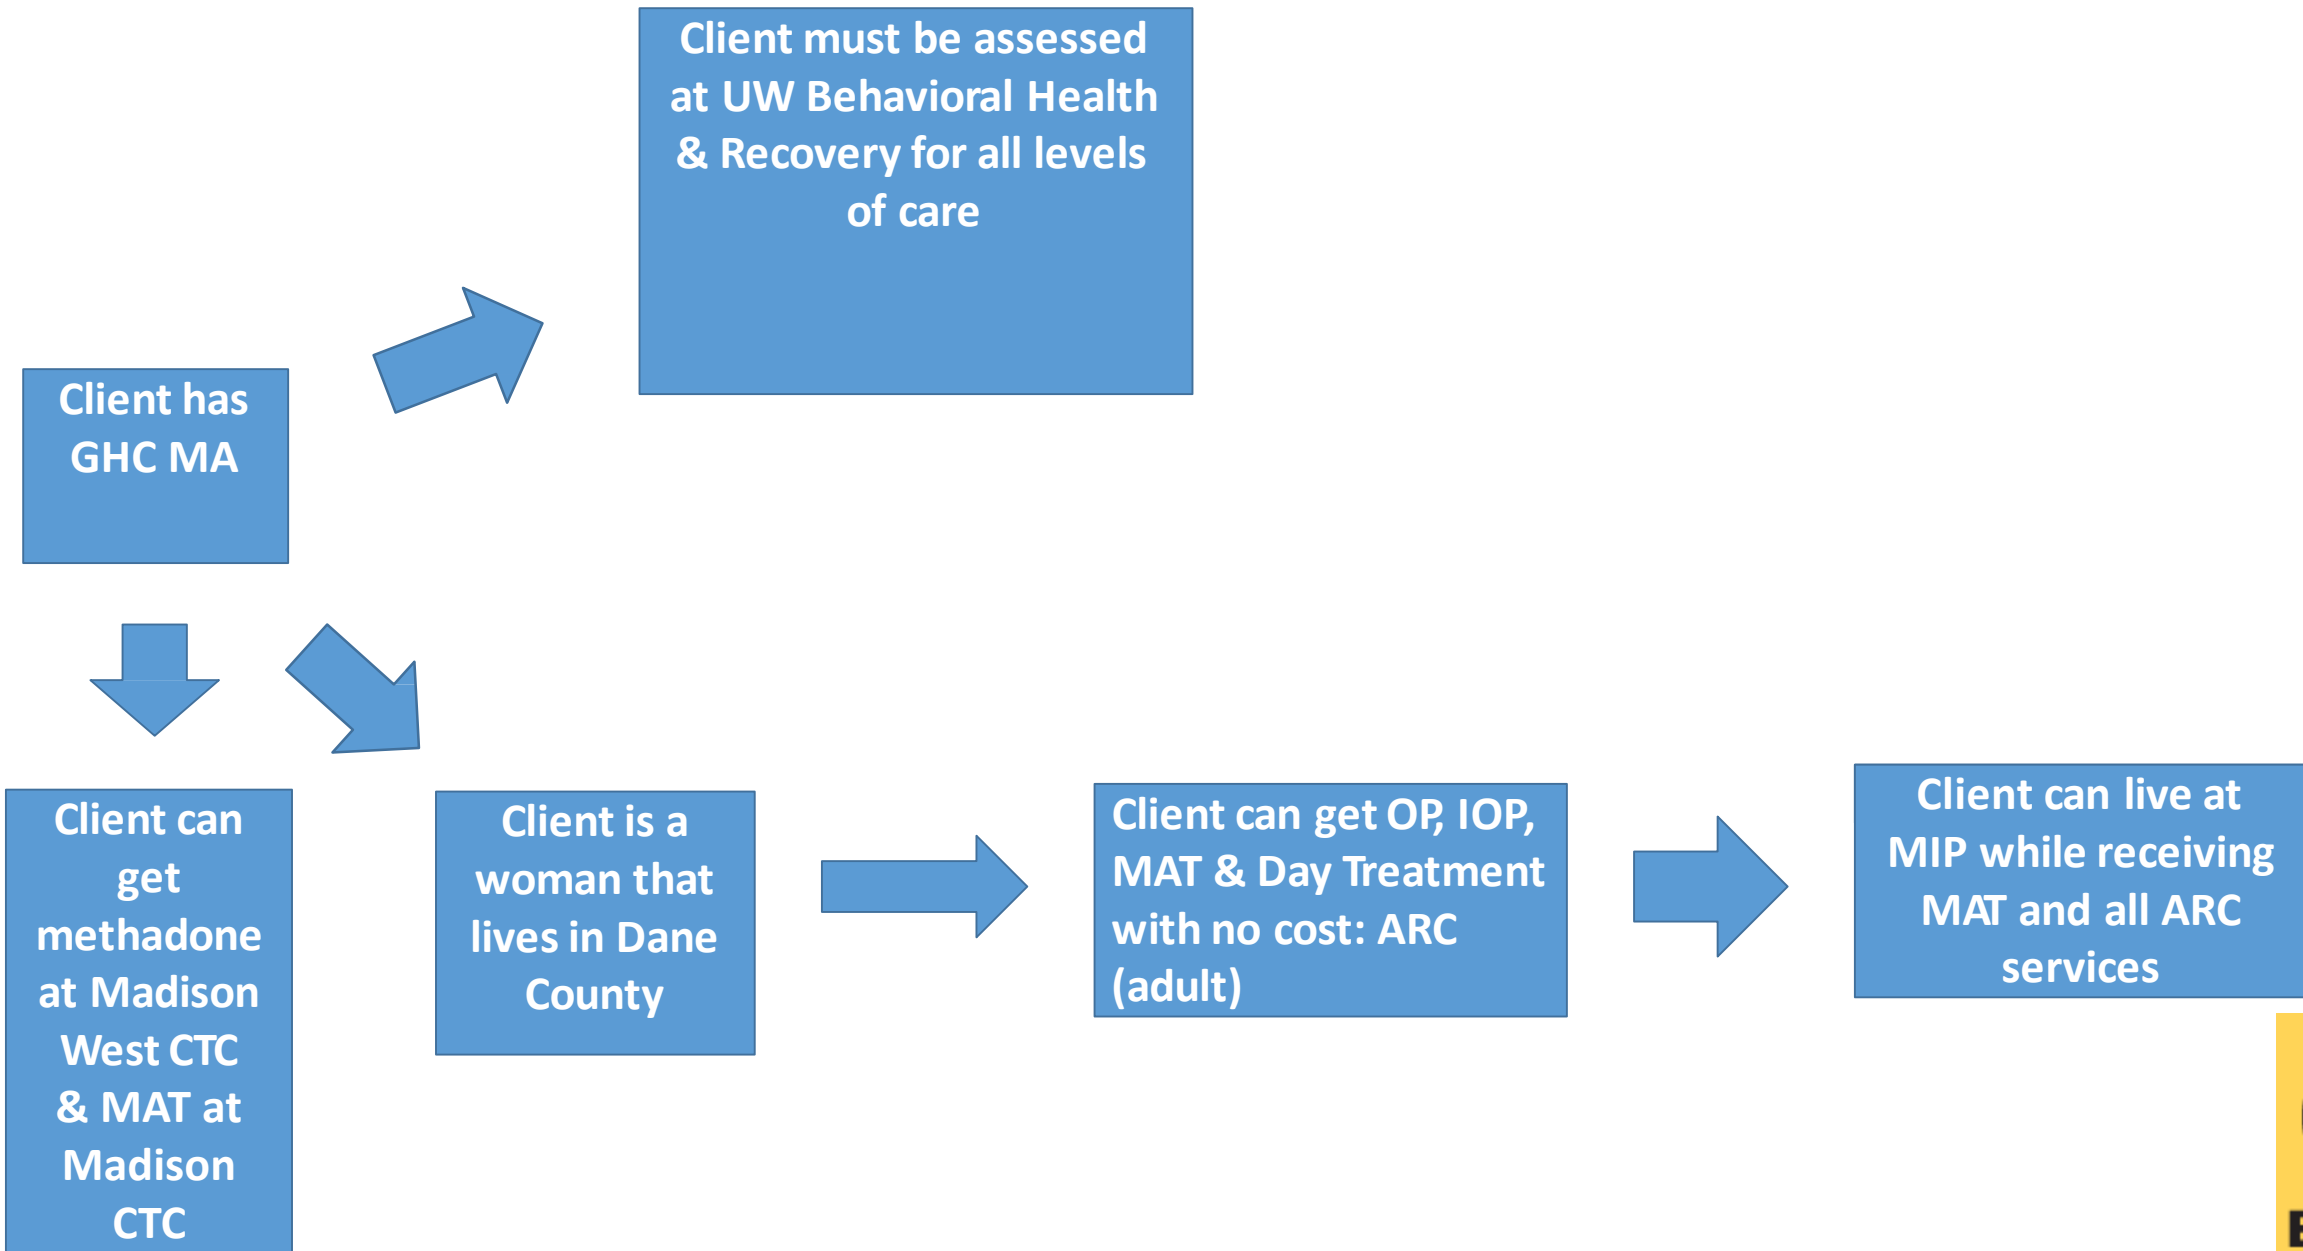 Client must be assessed
at UW Behavioral Health
& Recovery for all levels
of care
Client has
GHC MA
Client can
get
methadone
at Madison
West CTC
& MAT at
Madison
CTC
Client is a
woman that
lives in Dane
County
Client can get OP, IOP,
MAT & Day Treatment
with no cost: ARC
(adult)
Client can live at
MIP while receiving
MAT and all ARC
services